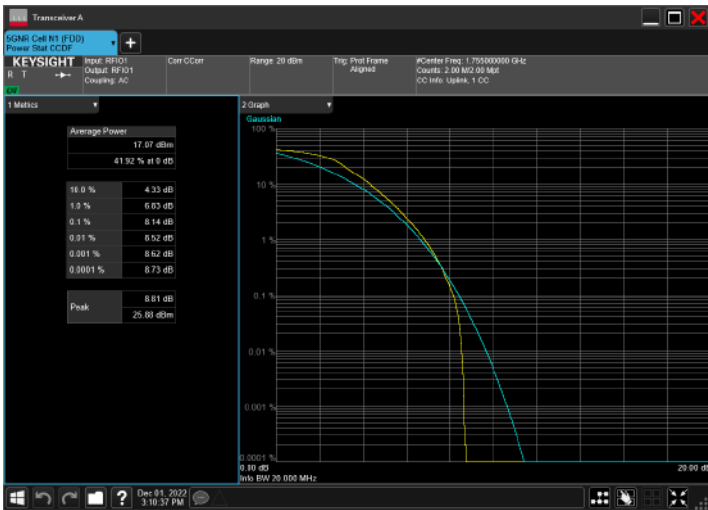 Transceiver A
5GNR Cell N1 (FDD)
Power Stat CCDF
KEYSIGHT
R T
Input: RFIO1
Output: RFIO1
Coupling: AC
Corr CCorr
Range: 20 dBm
Trig: Prot Frame
Aligned
#Center Freq: 1.755000000 GHz
Counts: 2.00 M/2.00 Mpt
CC Info: Uplink, 1 CC
1 Metrics
Average Power
17.07 dBm
41.92 % at 0 dB
10.0 % 4.33 dB
1.0 % 6.83 dB
0.1 % 8.14 dB
0.01 % 8.52 dB
0.001 % 8.62 dB
0.0001 % 8.73 dB
Peak
8.81 dB
25.88 dBm
2 Graph
Gaussian
100 %
10 %
1 %
0.1 %
0.01 %
0.001 %
0.0001 %
0.00 dB
20.00 dB
Info BW 20.000 MHz
Dec 01, 2022
3:10:37 PM